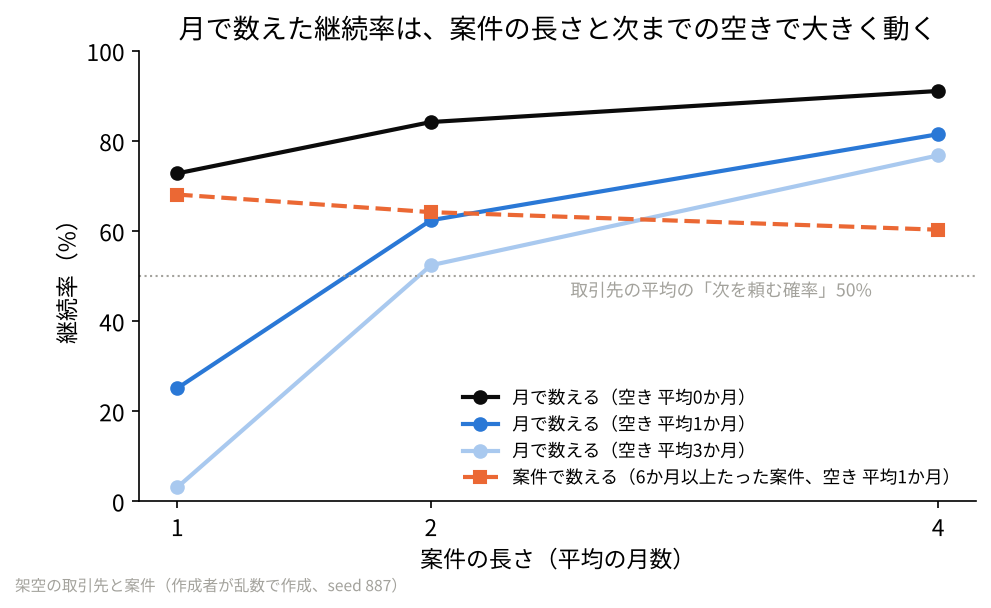 月で数えた継続率は、案件の長さと次までの空きで大きく動く
100
80
60
40
20
0
継続率（%）
取引先の平均の「次を頼む確率」50%
月で数える（空き 平均0か月）
月で数える（空き 平均1か月）
月で数える（空き 平均3か月）
案件で数える（6か月以上たった案件、空き 平均1か月）
1
2
4
案件の長さ（平均の月数）
架空の取引先と案件（作成者が乱数で作成、seed 887）